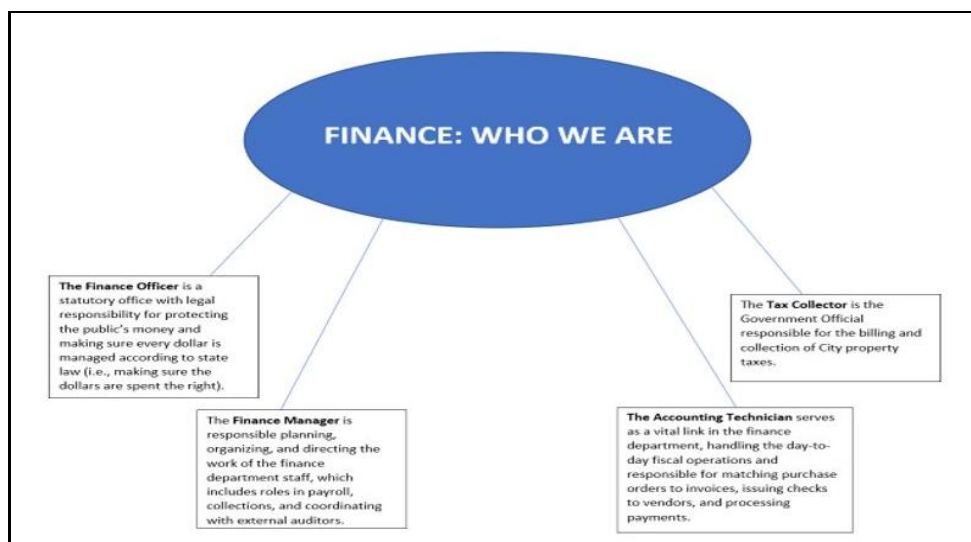 FINANCE: WHO WE ARE
The Finance Officer is a
statutory office with legal
responsibility for protecting
the public's money and
making sure every dollar is
managed according to state
law (i.e., making sure the
dollars are spent the right).
The Finance Manager is
responsible planning,
organizing, and directing the
work of the finance
department staff, which
includes roles in payroll,
collections, and coordinating
with external auditors.
The Accounting Technician serves
as a vital link in the finance
department, handling the day-to-
day fiscal operations and
responsible for matching purchase
orders to invoices, issuing checks
to vendors, and processing
payments.
The Tax Collector is the
Government Official
responsible for the billing and
collection of City property
taxes.